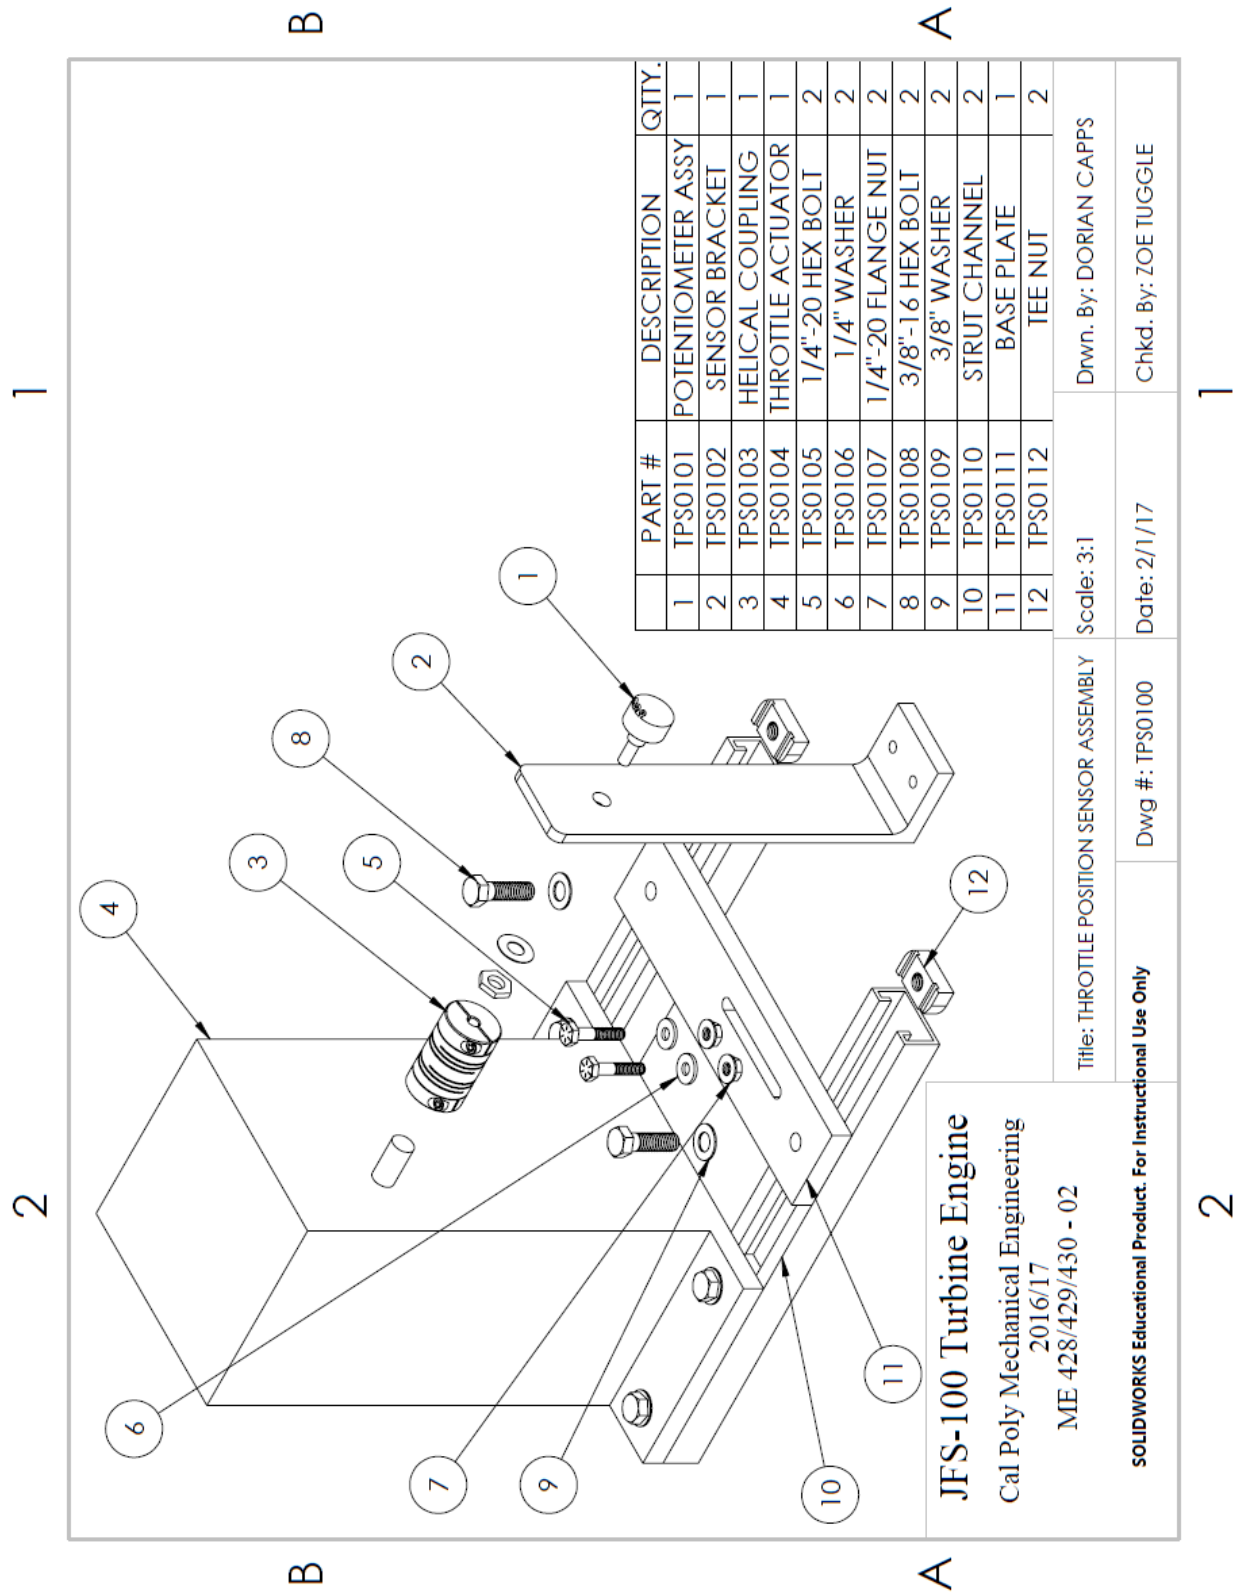 2
1
B
B
4
3
8
5
2
1
6
7
9
12
10
11
PART # DESCRIPTION QTTY.
1 TPS0101 POTENTIOMETER ASSY 1
2 TPS0102 SENSOR BRACKET 1
3 TPS0103 HELICAL COUPLING 1
4 TPS0104 THROTTLE ACTUATOR 1
5 TPS0105 1/4"-20 HEX BOLT 2
6 TPS0106 1/4" WASHER 2
7 TPS0107 1/4"-20 FLANGE NUT 2
8 TPS0108 3/8"-16 HEX BOLT 2
9 TPS0109 3/8" WASHER 2
10 TPS0110 STRUT CHANNEL 2
11 TPS0111 BASE PLATE 1
12 TPS0112 TEE NUT 2
A
A
JFS-100 Turbine Engine
Cal Poly Mechanical Engineering
2016/17
ME 428/429/430 - 02
Title: THROTTLE POSITION SENSOR ASSEMBLY
Scale: 3:1
Drwn. By: DORIAN CAPPS
SOLIDWORKS Educational Product. For Instructional Use Only
Dwg #: TPS0100
Date: 2/1/17
Chkd. By: ZOE TUGGLE
2
1